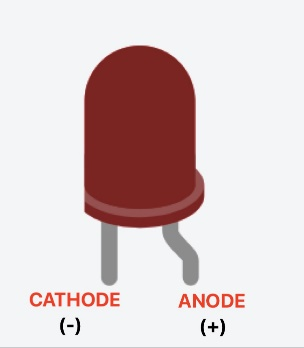 CATHODE ANODE
(-) (+)